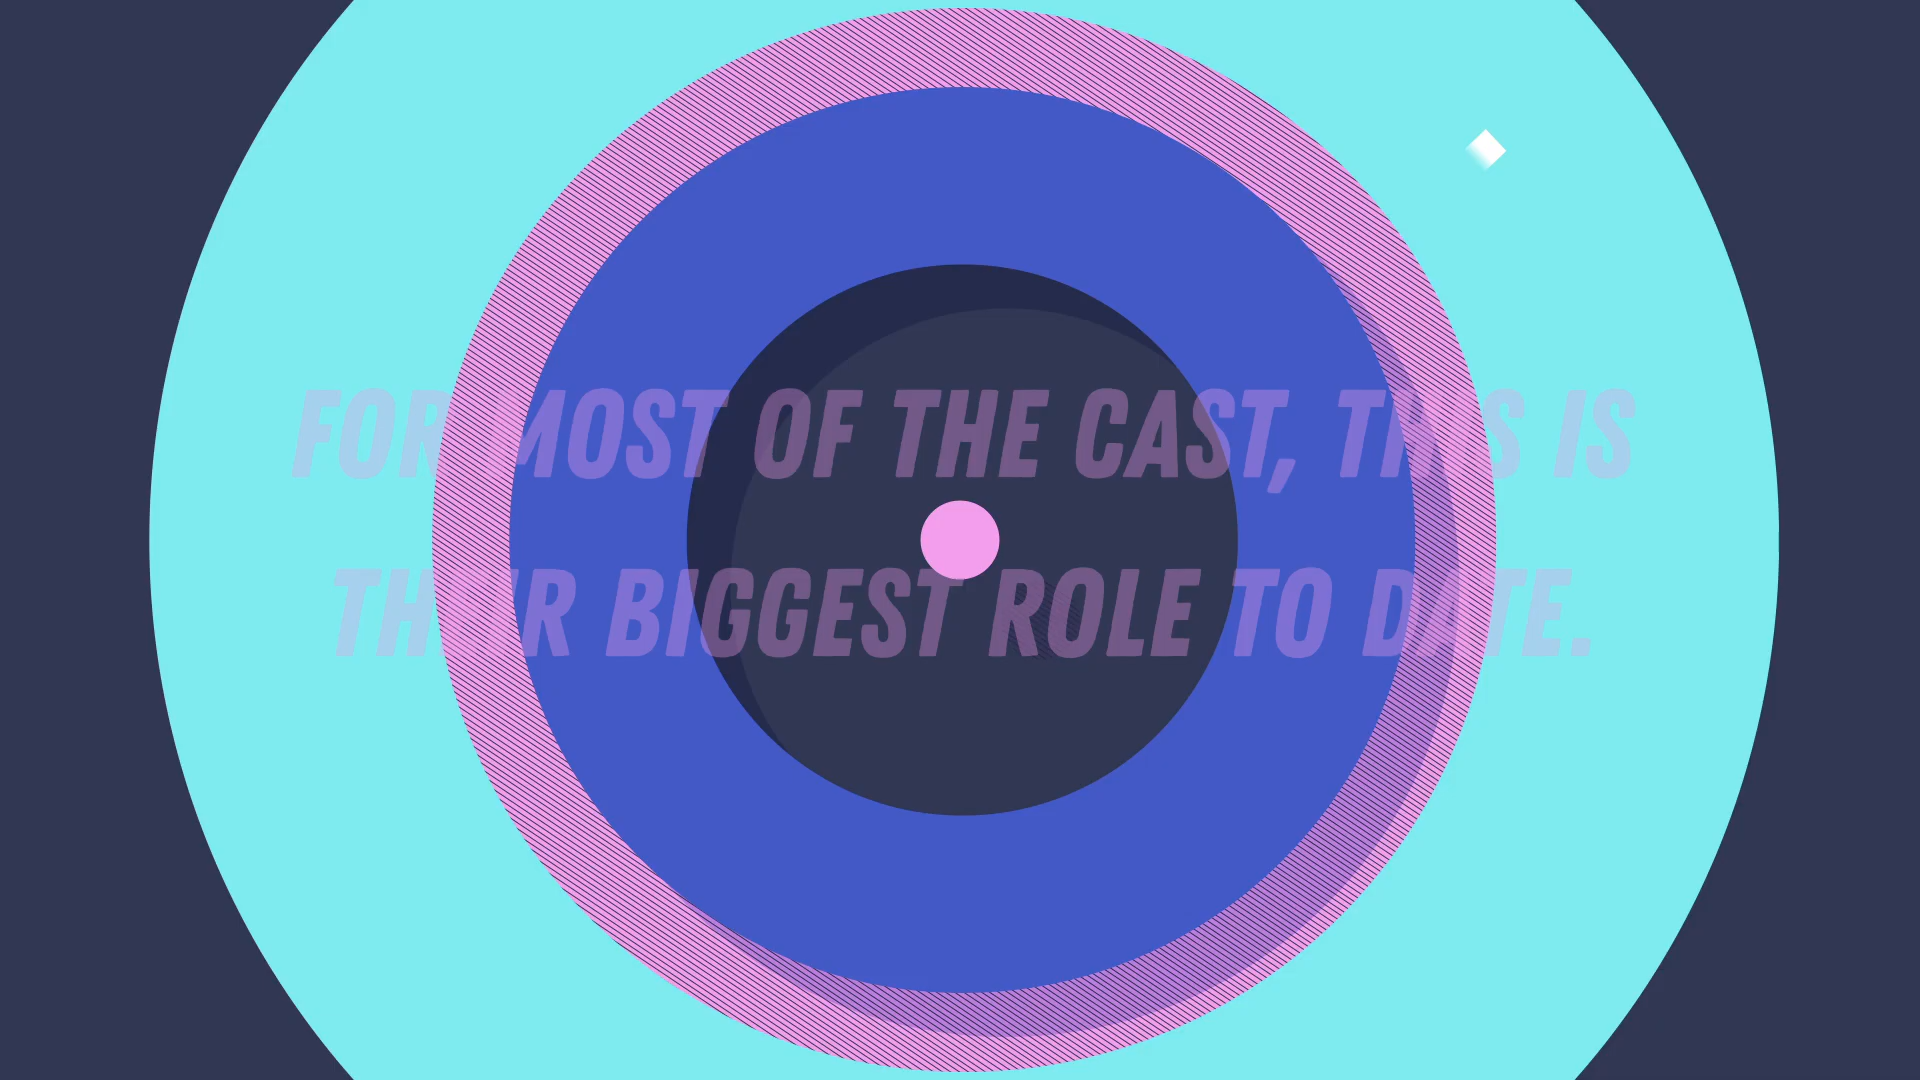 FOR MOST OF THE CAST, THIS IS
THEIR BIGGEST ROLE TO DATE.